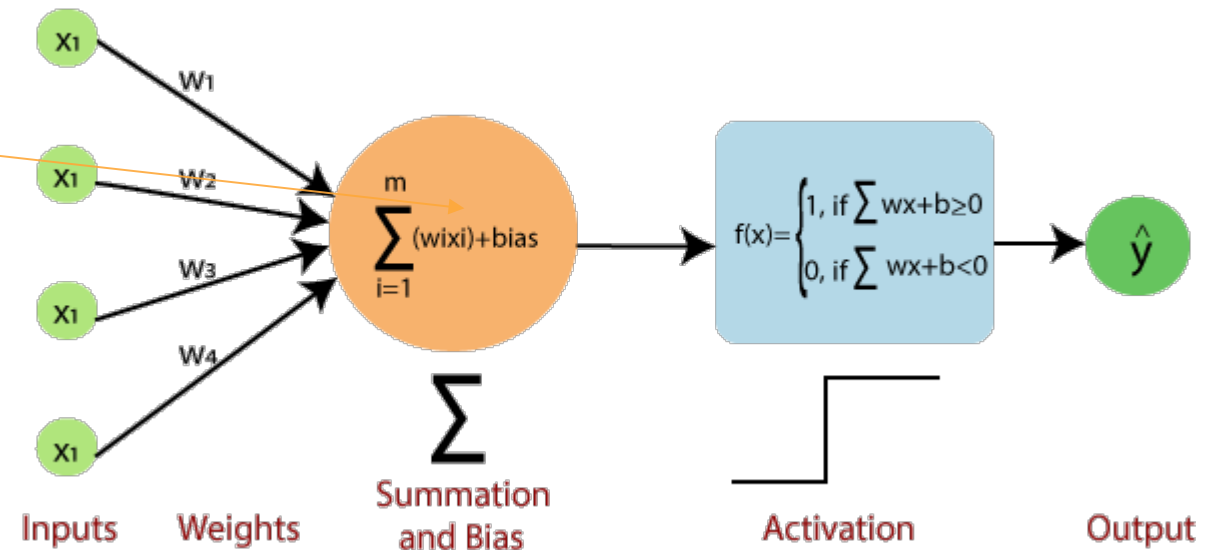 x1
x1
x1
x1
w1
w2
w3
w4
m
∑(wixi)+bias
i=1
f(x)={1, if ∑ wx+b≥0
0, if ∑ wx+b<0
ŷ
∑
Inputs
Weights
Summation
and Bias
Activation
Output